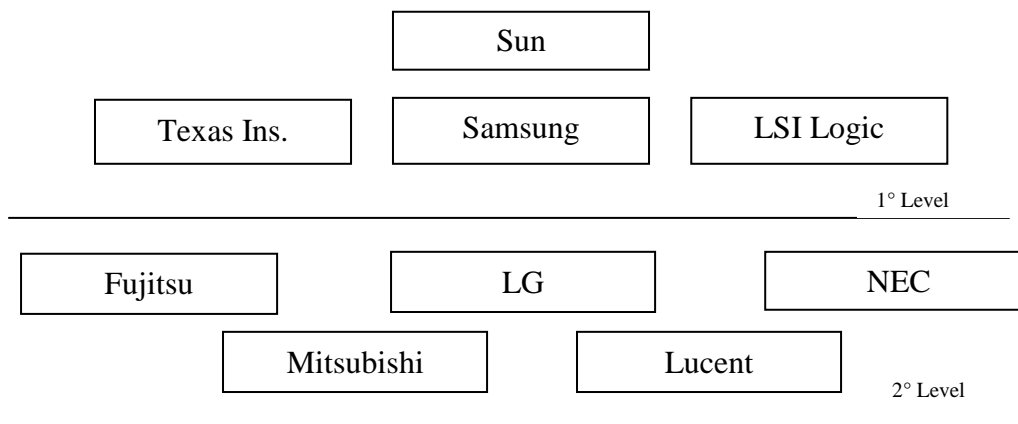 Sun
Texas Ins.
Samsung
LSI Logic
1° Level
Fujitsu
LG
NEC
Mitsubishi
Lucent
2° Level